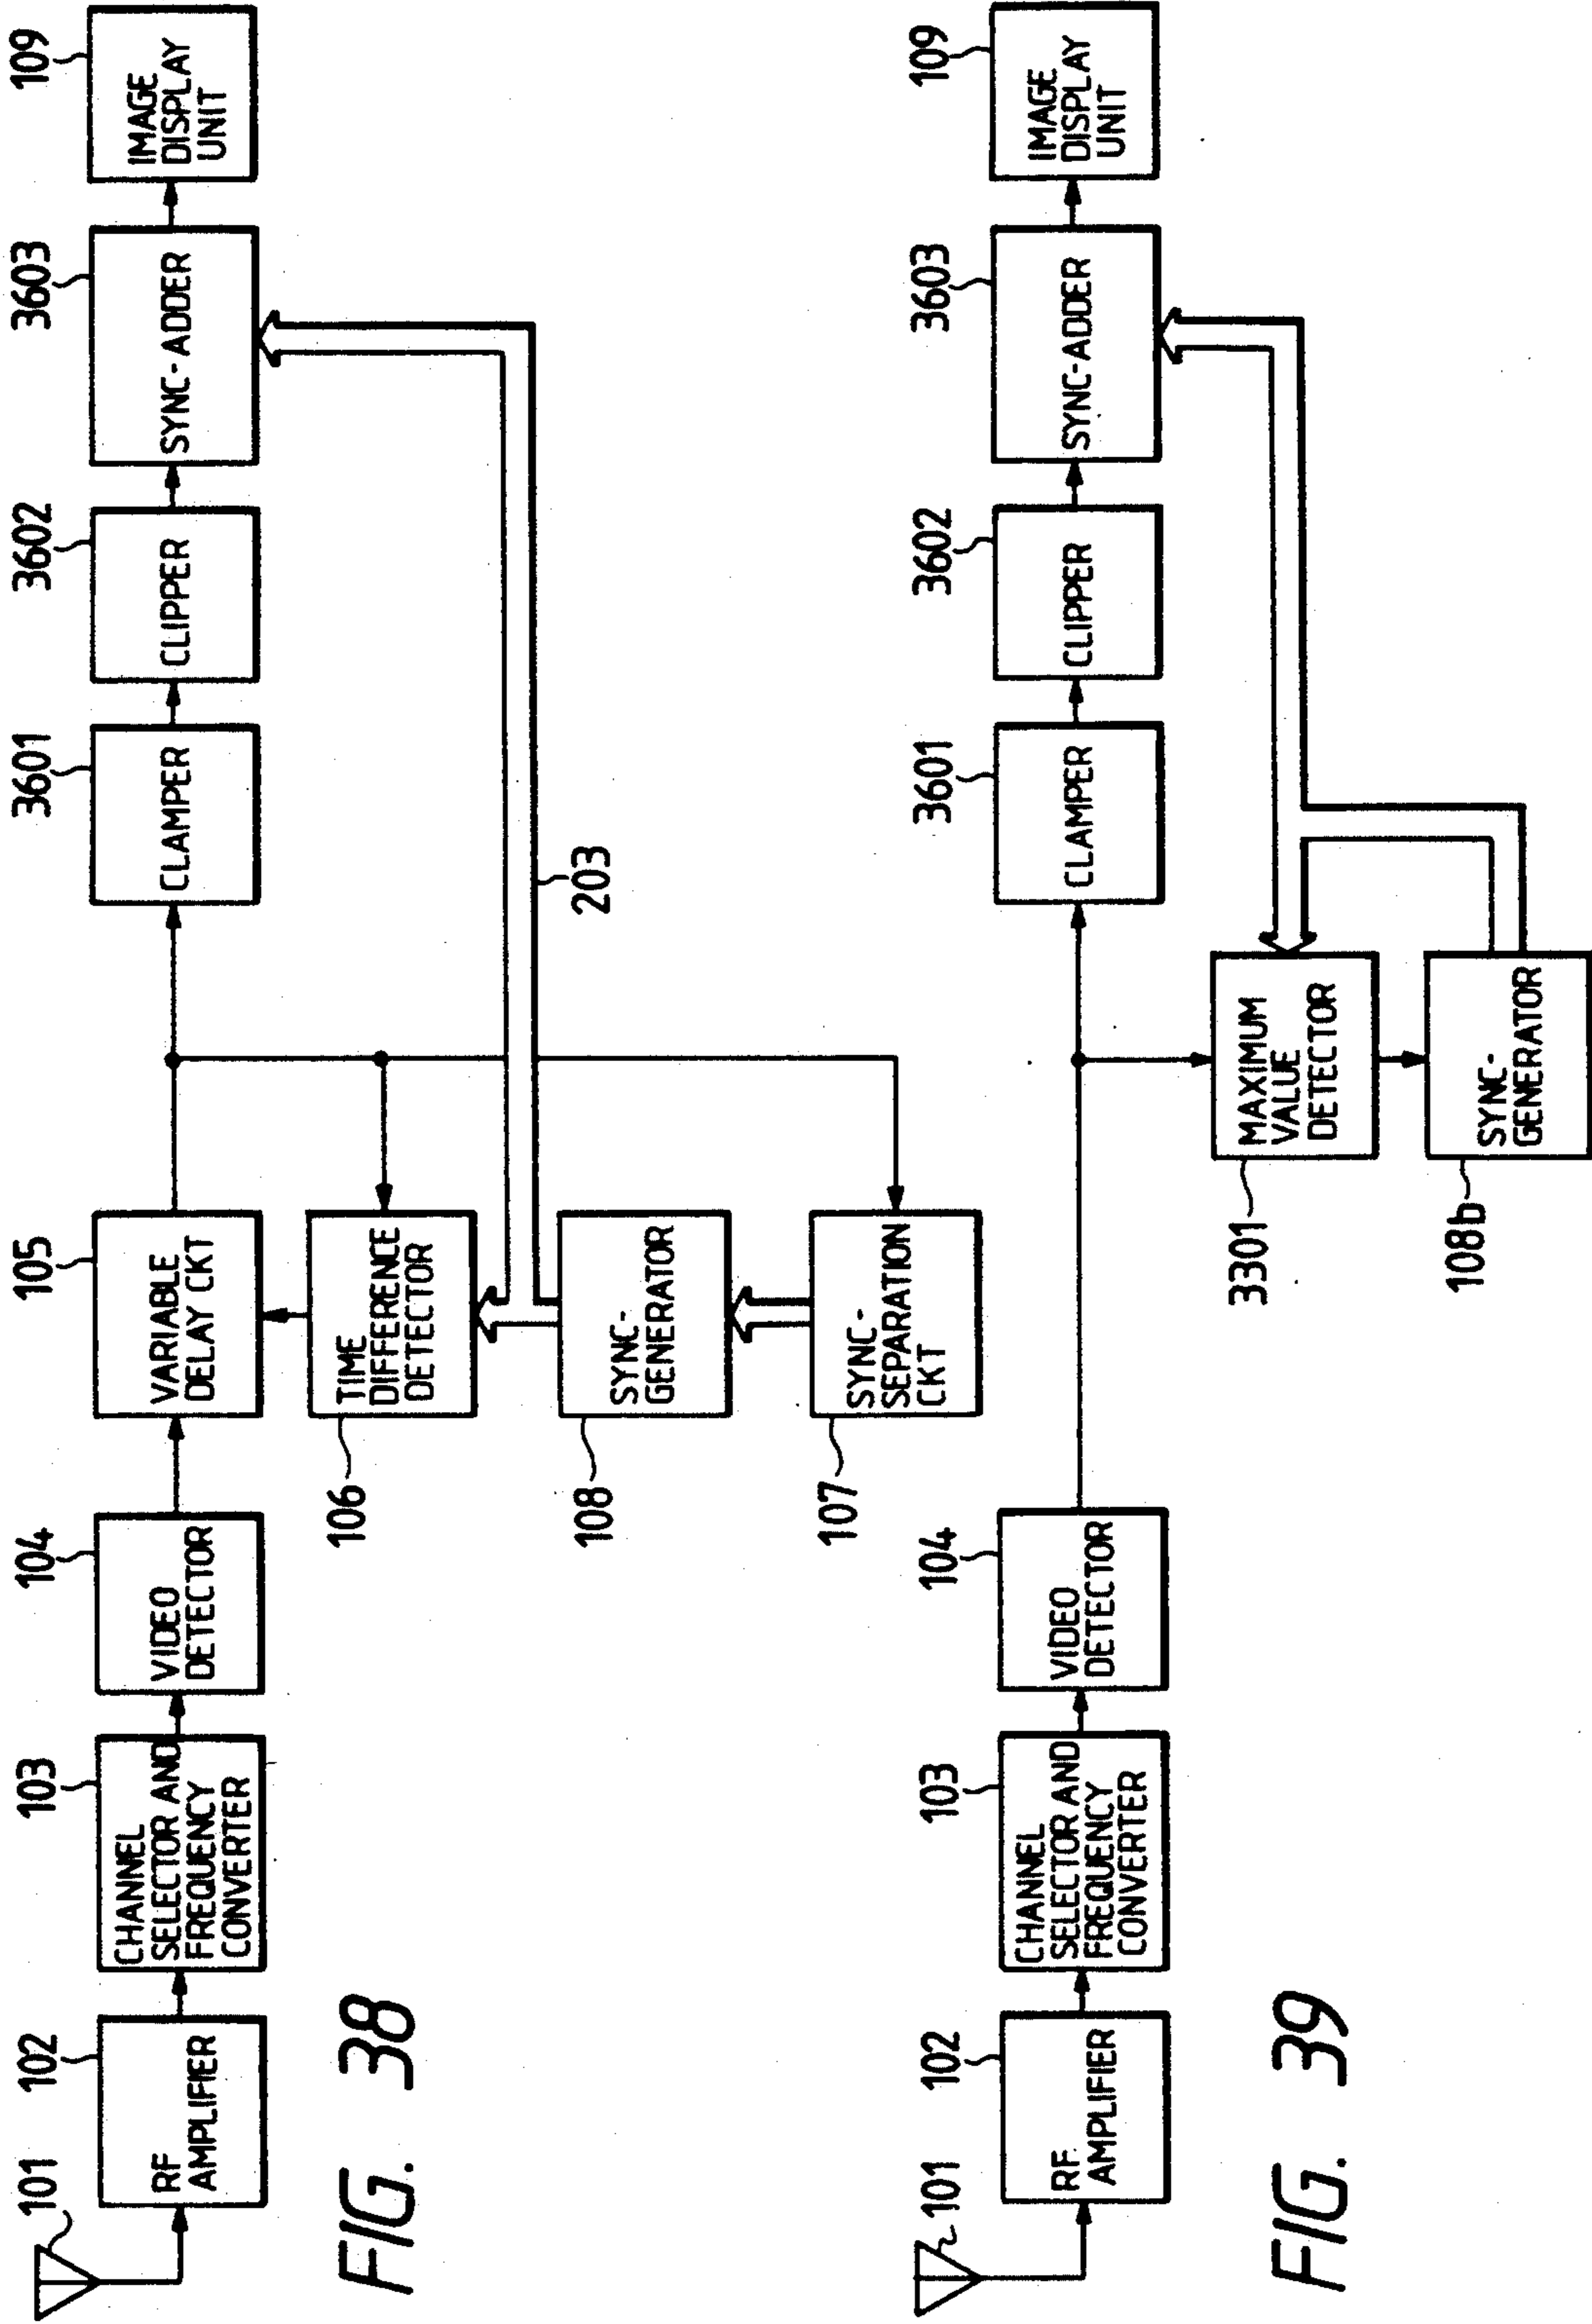 101
102
RF
AMPLIFIER
103
CHANNEL
SELECTOR AND
FREQUENCY
CONVERTER
104
VIDEO
DETECTOR
105
VARIABLE
DELAY CKT
3601
CLAMPER
3602
CLIPPER
3603
SYNC-ADDER
109
IMAGE
DISPLAY
UNIT
106
TIME
DIFFERENCE
DETECTOR
203
108
SYNC-
GENERATOR
107
SYNC-
SEPARATION
CKT
FIG. 38
101
102
RF
AMPLIFIER
103
CHANNEL
SELECTOR AND
FREQUENCY
CONVERTER
104
VIDEO
DETECTOR
3601
CLAMPER
3602
CLIPPER
3603
SYNC-ADDER
109
IMAGE
DISPLAY
UNIT
3301
MAXIMUM
VALUE
DETECTOR
108b
SYNC-
GENERATOR
FIG. 39